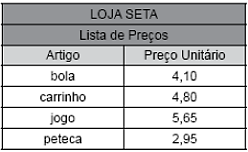 LOJA SETA
Lista de Preços
Artigo Preço Unitário
bola 4,10
carrinho 4,80
jogo 5,65
peteca 2,95